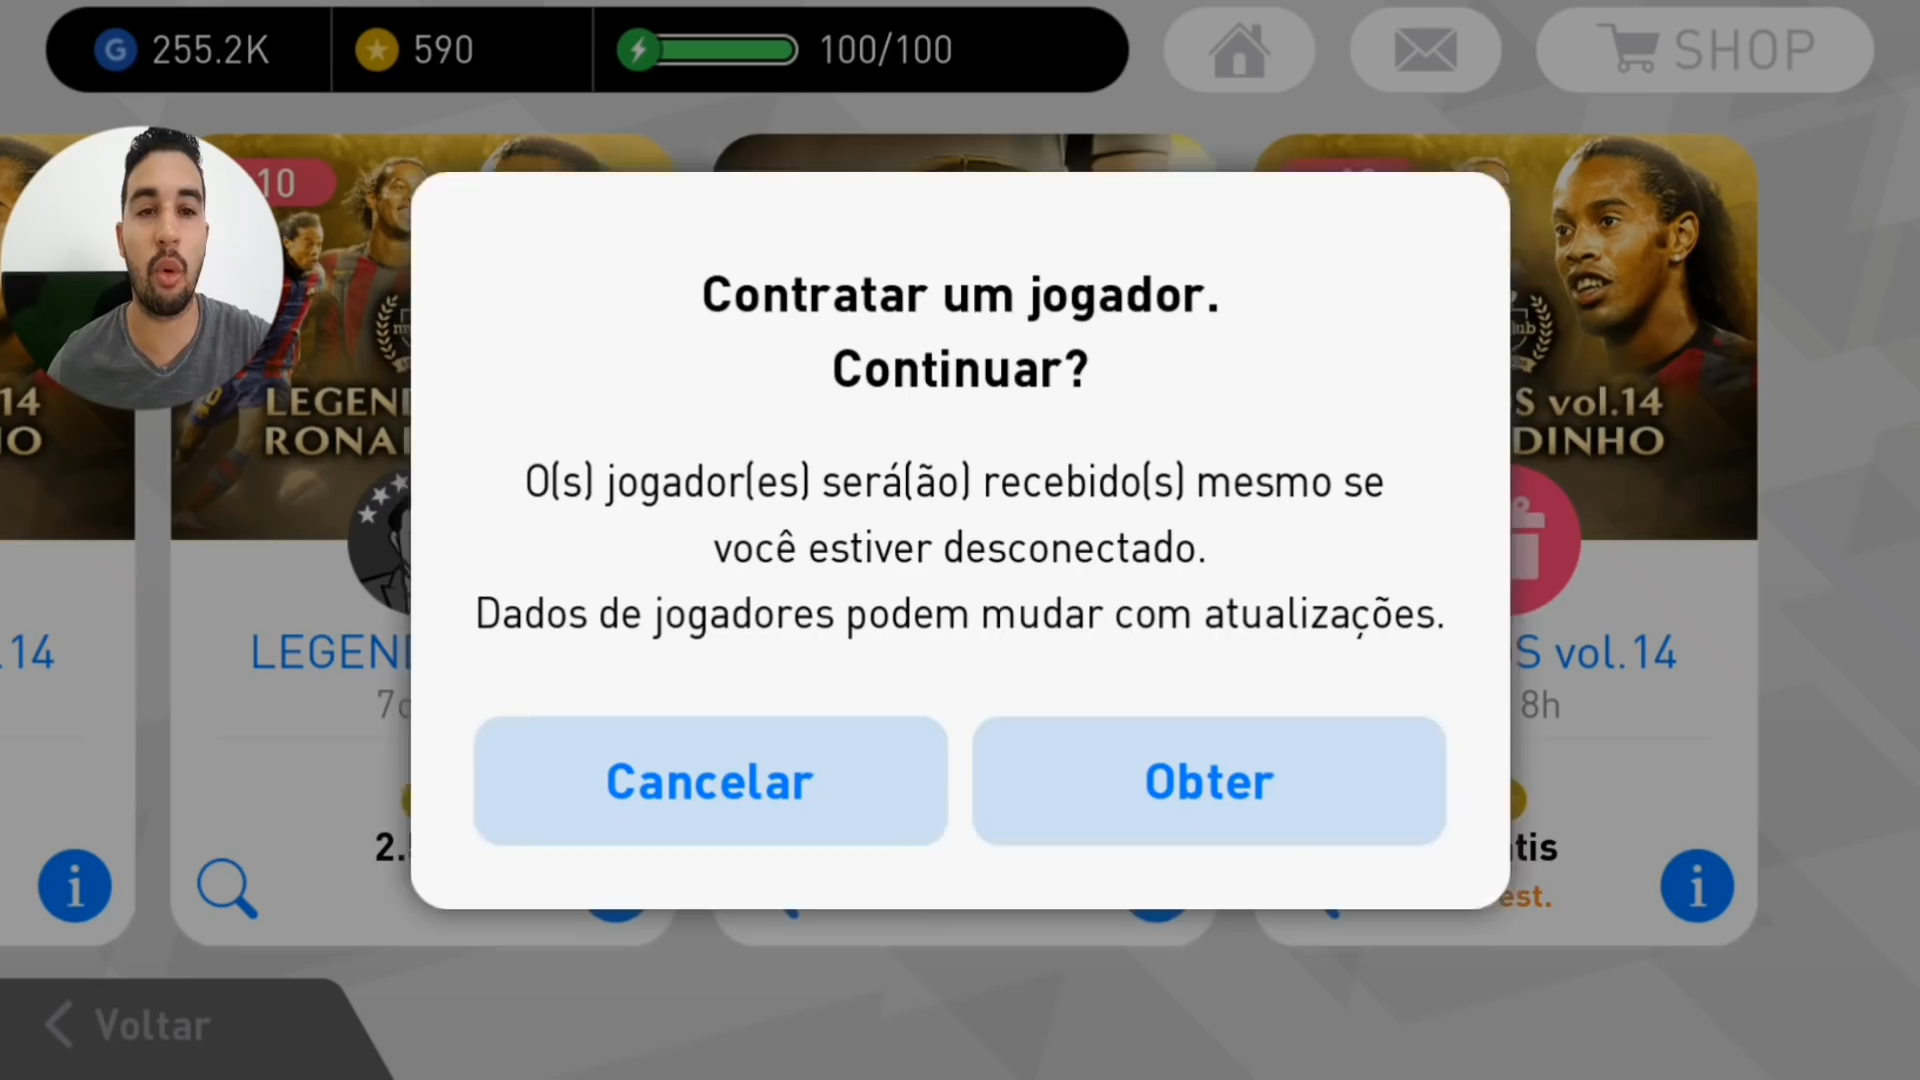 255.2K
590
100/100
SHOP
10
14
LEGEN
RONA
S vol.14
DINHO
.14
LEGEN
S vol.14
8h
Contratar um jogador.
Continuar?
O(s) jogador(es) será(ão) recebido(s) mesmo se
você estiver desconectado.
Dados de jogadores podem mudar com atualizações.
Cancelar
Obter
2.
tis
est.
Voltar